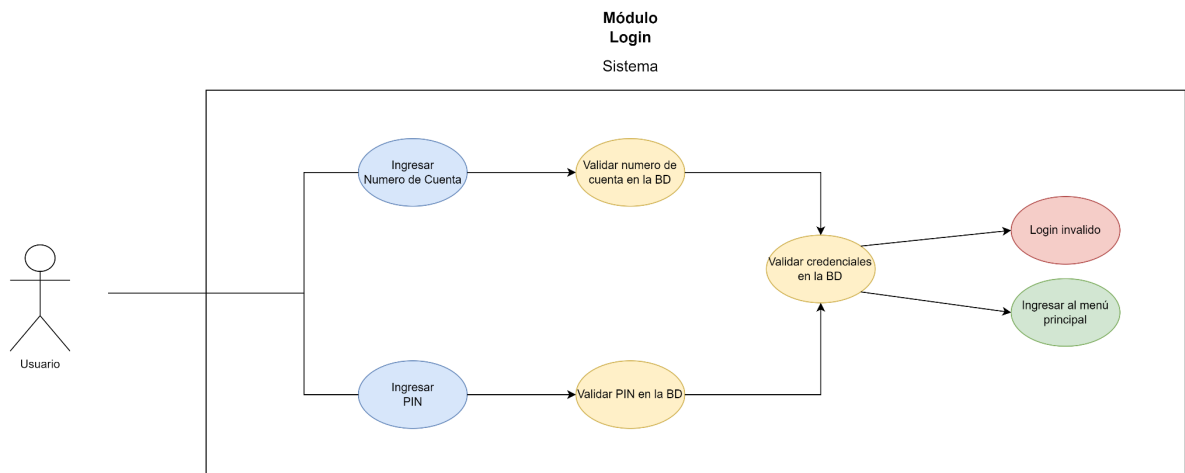 Módulo
Login
Sistema
Ingresar
Numero de Cuenta
Validar numero de
cuenta en la BD
Login invalido
Validar credenciales
en la BD
Ingresar al menú
principal
Usuario
Ingresar
PIN
Validar PIN en la BD